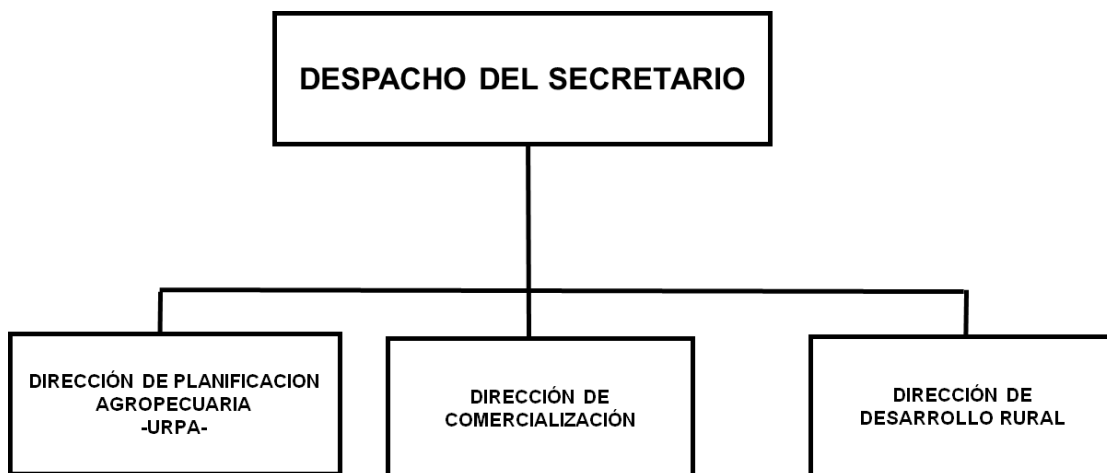 DESPACHO DEL SECRETARIO
DIRECCIÓN DE PLANIFICACION
AGROPECUARIA
-URPA-
DIRECCIÓN DE
COMERCIALIZACIÓN
DIRECCIÓN DE
DESARROLLO RURAL